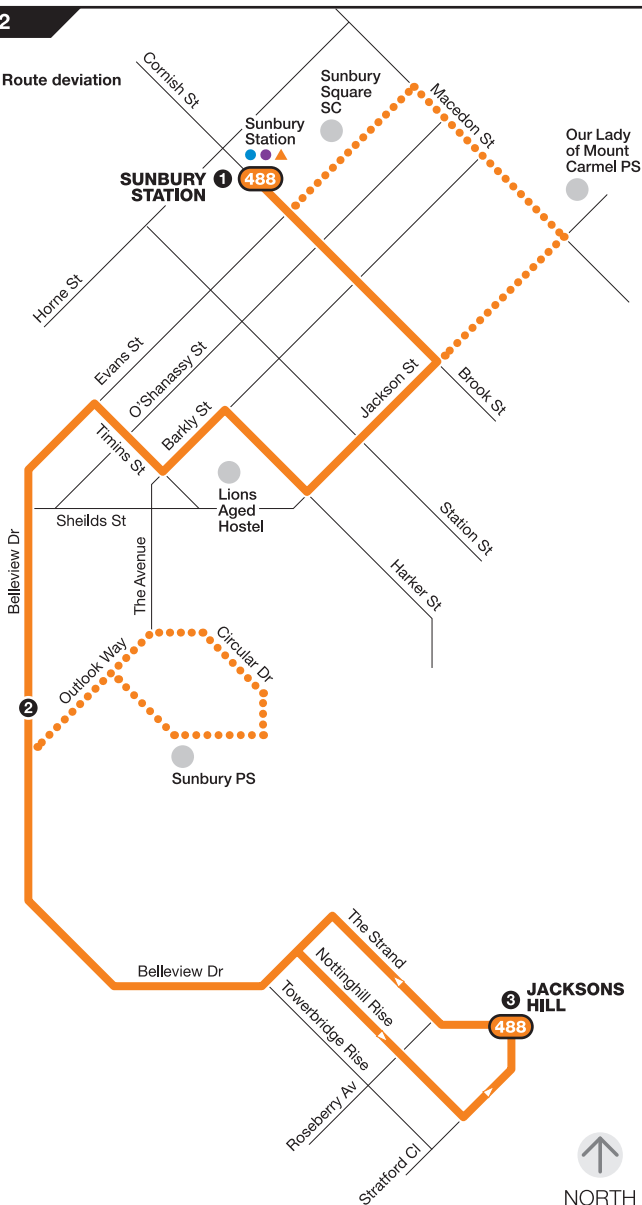 2
Route deviation
Cornish St
Sunbury
Square
SC
Macedon St
Sunbury
Station
Our Lady
of Mount
Carmel PS
SUNBURY
STATION
1
488
Horne St
Evans St
O'Shanassy St
Timins St
Barkly St
Jackson St
Brook St
Lions
Aged
Hostel
Sheilds St
Station St
Belleview Dr
The Avenue
Harker St
Outlook Way
Circular Dr
2
Sunbury PS
The Strand
Belleview Dr
Nottinghill Rise
Towerbridge Rise
3
JACKSONS
HILL
488
Roseberry Av
Stratford Cl
NORTH